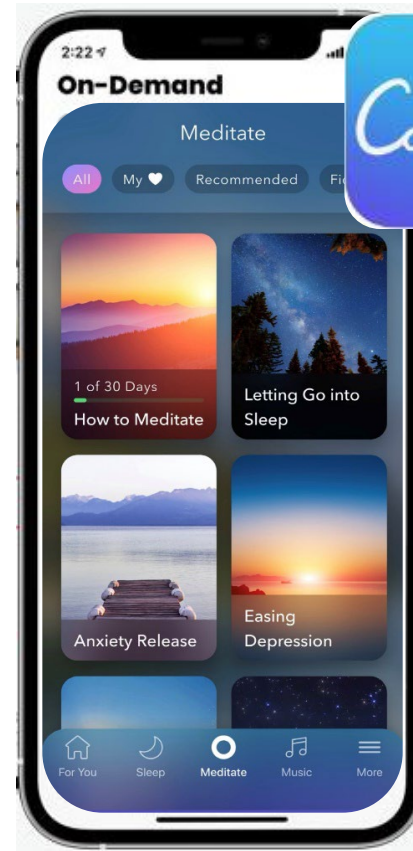 2:22
On-Demand
Meditate
All
My
Recommended
1 of 30 Days
How to Meditate
Letting Go into
Sleep
Anxiety Release
Easing
Depression
For You
Sleep
Meditate
Music
More